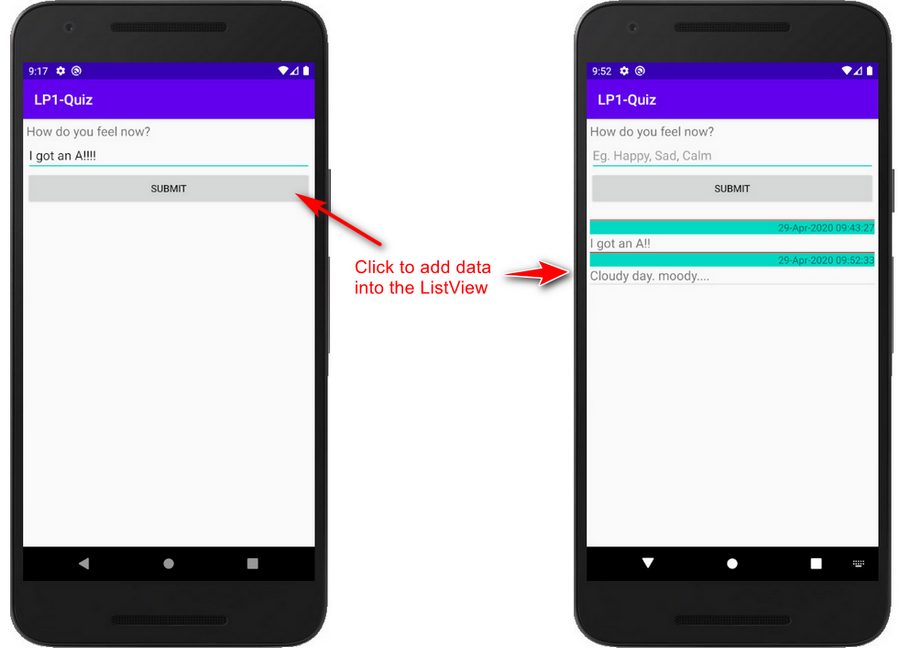 9:17
LP1-Quiz
How do you feel now?
I got an A!!!!
SUBMIT
Click to add data
into the ListView
9:52
LP1-Quiz
How do you feel now?
Eg. Happy, Sad, Calm
SUBMIT
29-Apr-2020 09:43:27
I got an A!!
29-Apr-2020 09:52:33
Cloudy day. moody....